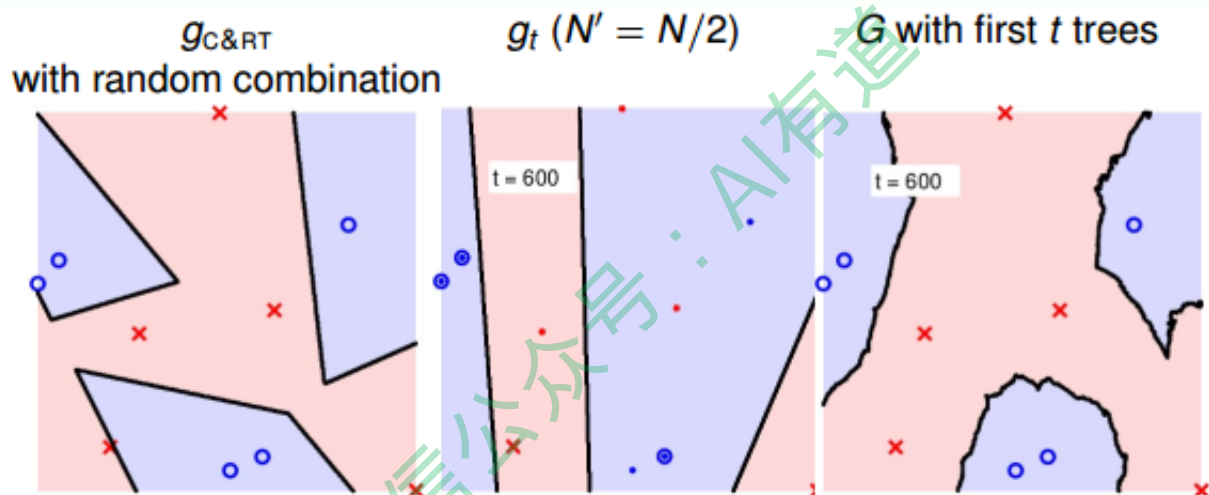 g_C&RT
with random combination
g_t (N′ = N/2)
G with first t trees
t = 600
t = 600
信公众号：AI有道